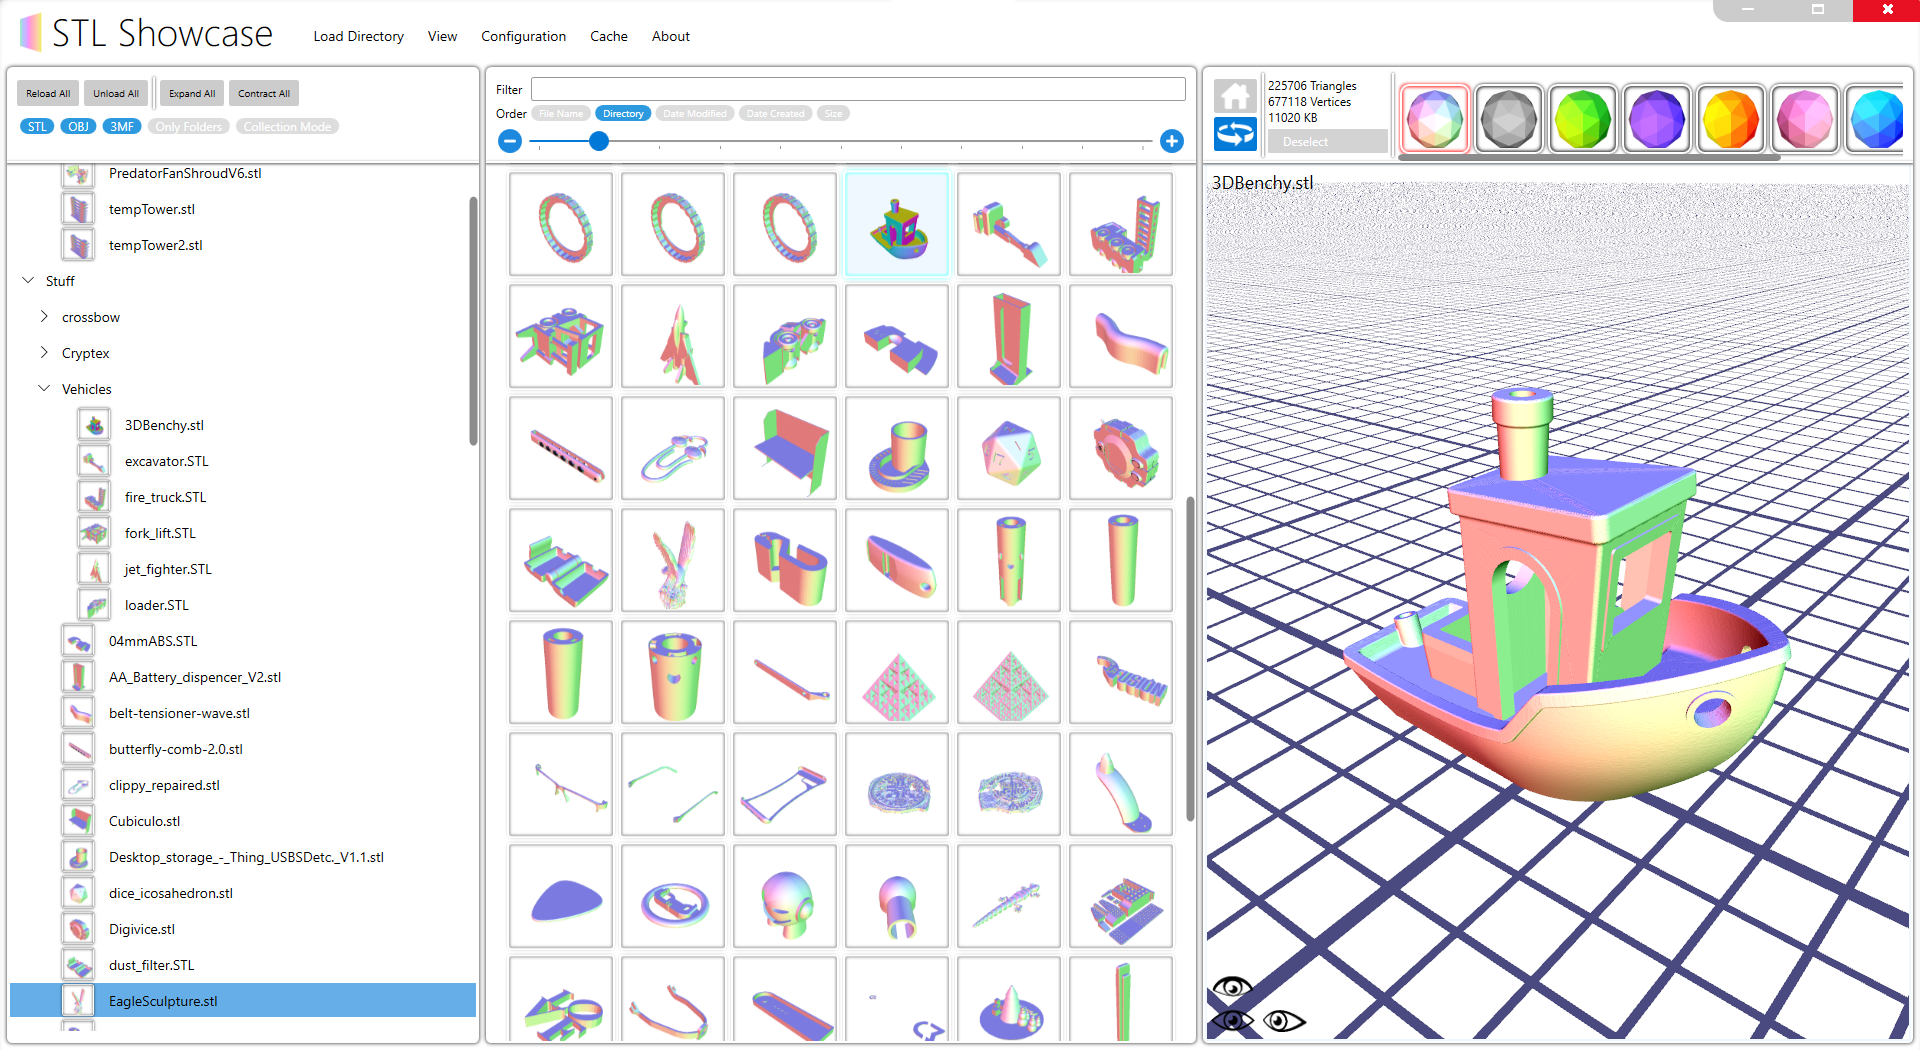 STL Showcase
Load Directory View Configuration Cache About
Reload All Unload All Expand All Contract All
STL OBJ 3MF Only Folders Collection Mode
PredatorFanShroudV6.stl
tempTower.stl
tempTower2.stl
Stuff
crossbow
Cryptex
Vehicles
3DBenchy.stl
excavator.STL
fire_truck.STL
fork_lift.STL
jet_fighter.STL
loader.STL
04mmABS.STL
AA_Battery_dispencer_V2.stl
belt-tensioner-wave.stl
butterfly-comb-2.0.stl
clippy_repaired.stl
Cubiculo.stl
Desktop_storage_-_Thing_USBSDetc._V1.1.stl
dice_icosahedron.stl
Digivice.stl
dust_filter.STL
EagleSculpture.stl
Filter
Order File Name Directory Date Modified Date Created Size
225706 Triangles
677118 Vertices
11020 KB
Deselect
3DBenchy.stl